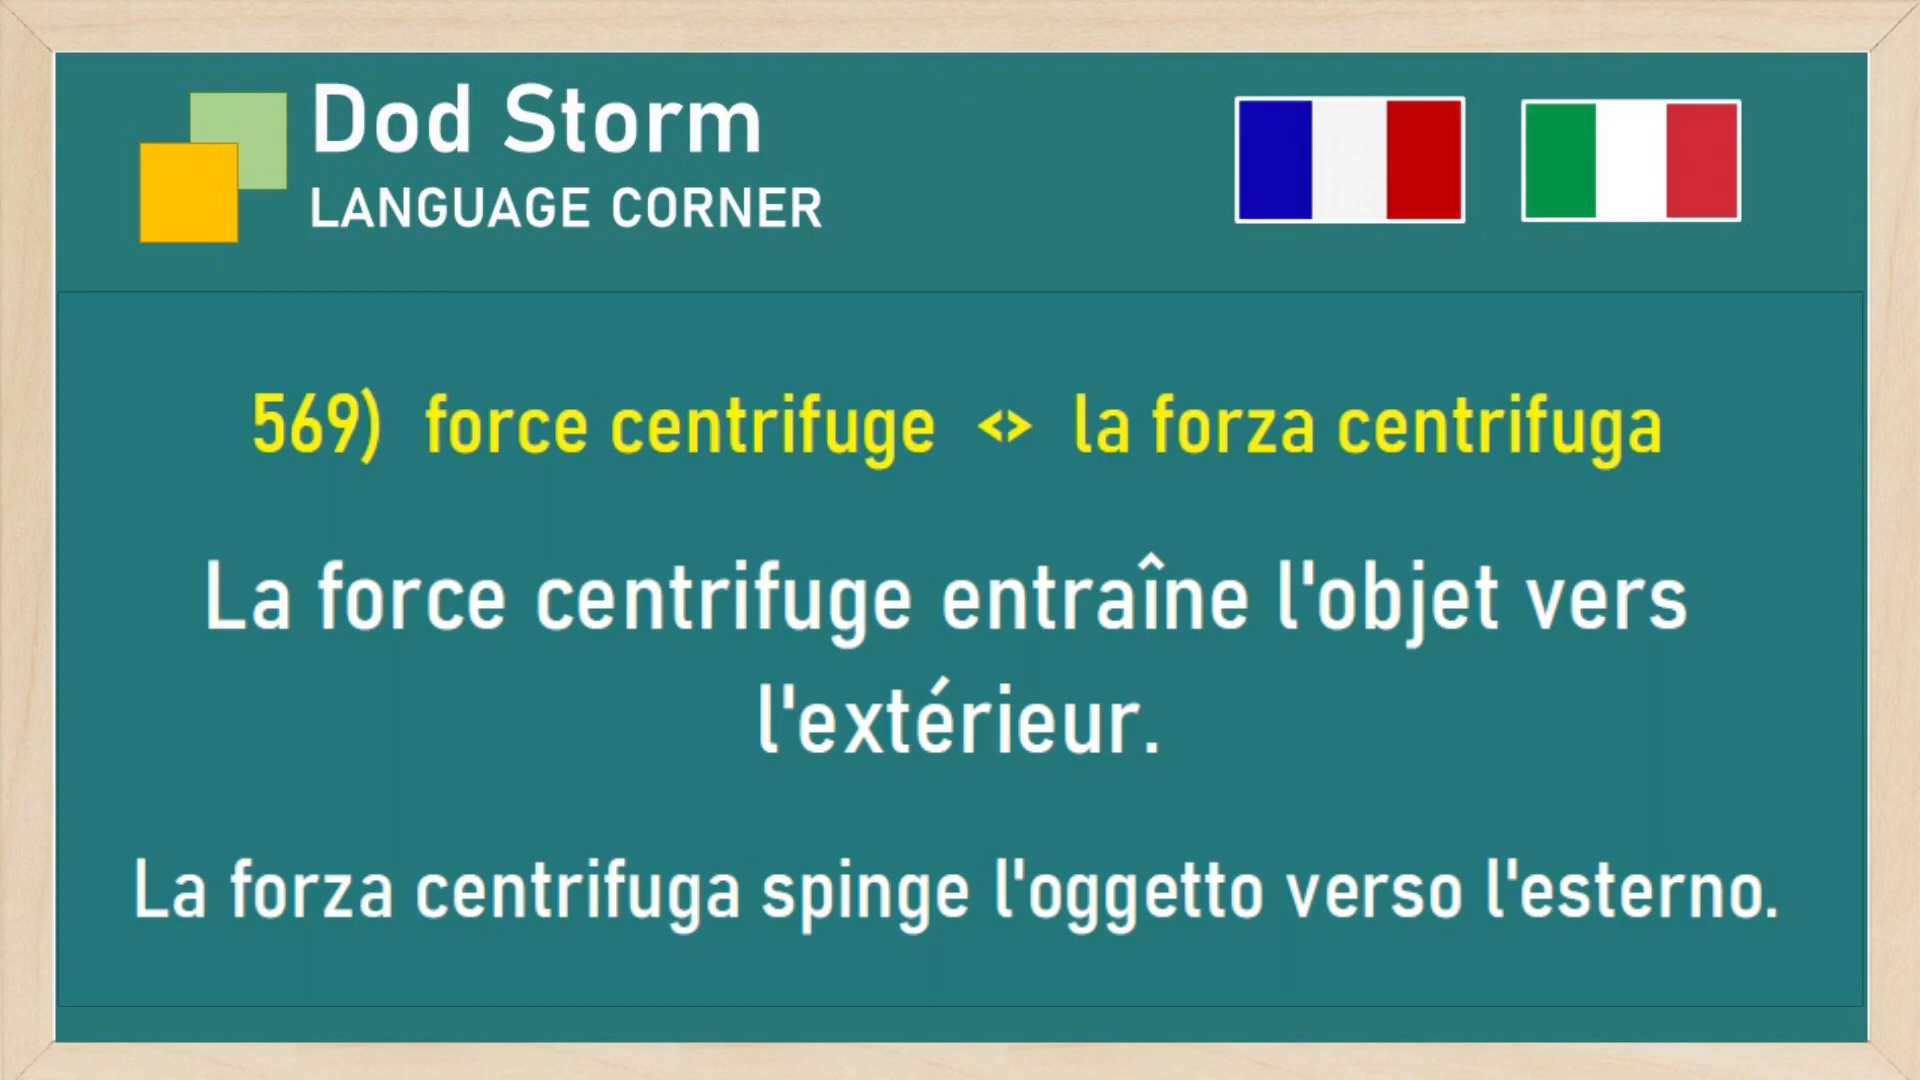 Dod Storm
LANGUAGE CORNER
569) force centrifuge <> la forza centrifuga
La force centrifuge entraîne l'objet vers
l'extérieur.
La forza centrifuga spinge l'oggetto verso l'esterno.